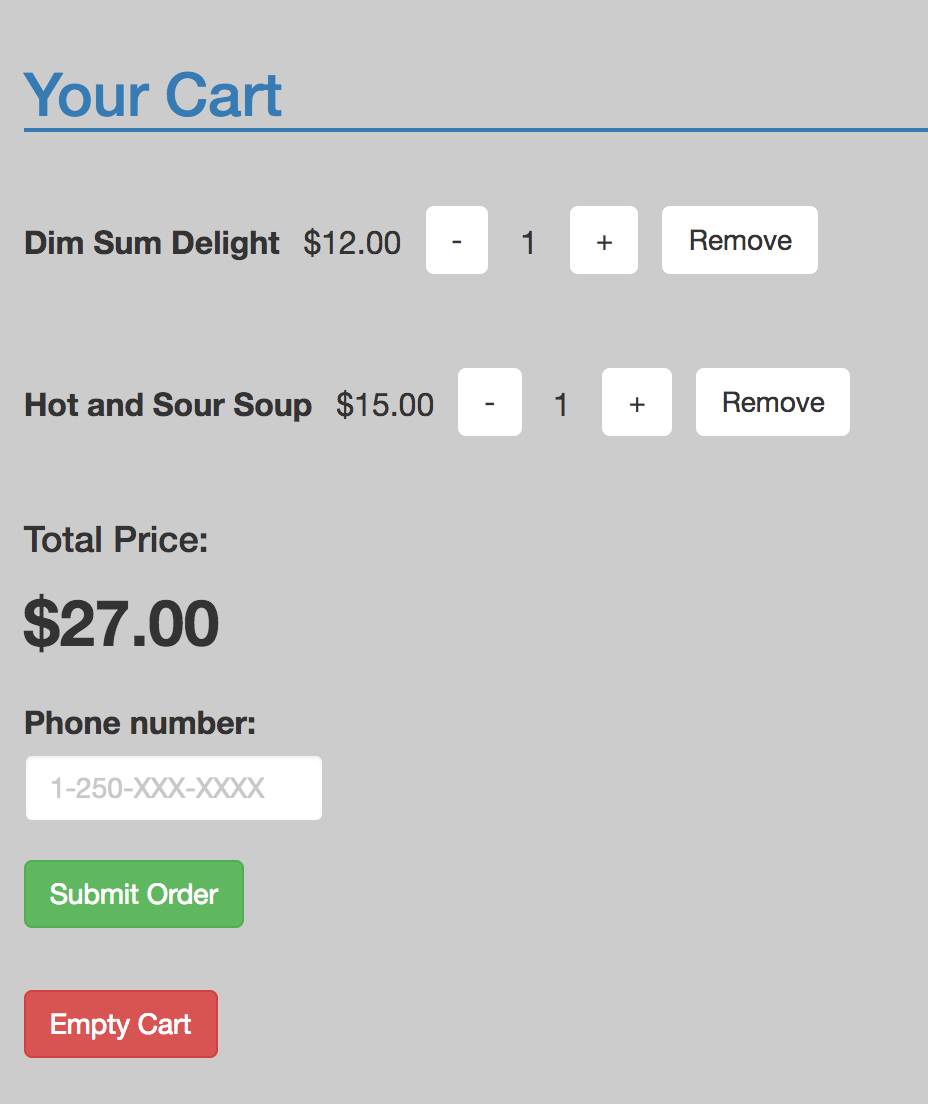 Your Cart
Dim Sum Delight $12.00 - 1 + Remove
Hot and Sour Soup $15.00 - 1 + Remove
Total Price:
$27.00
Phone number:
1-250-XXX-XXXX
Submit Order
Empty Cart